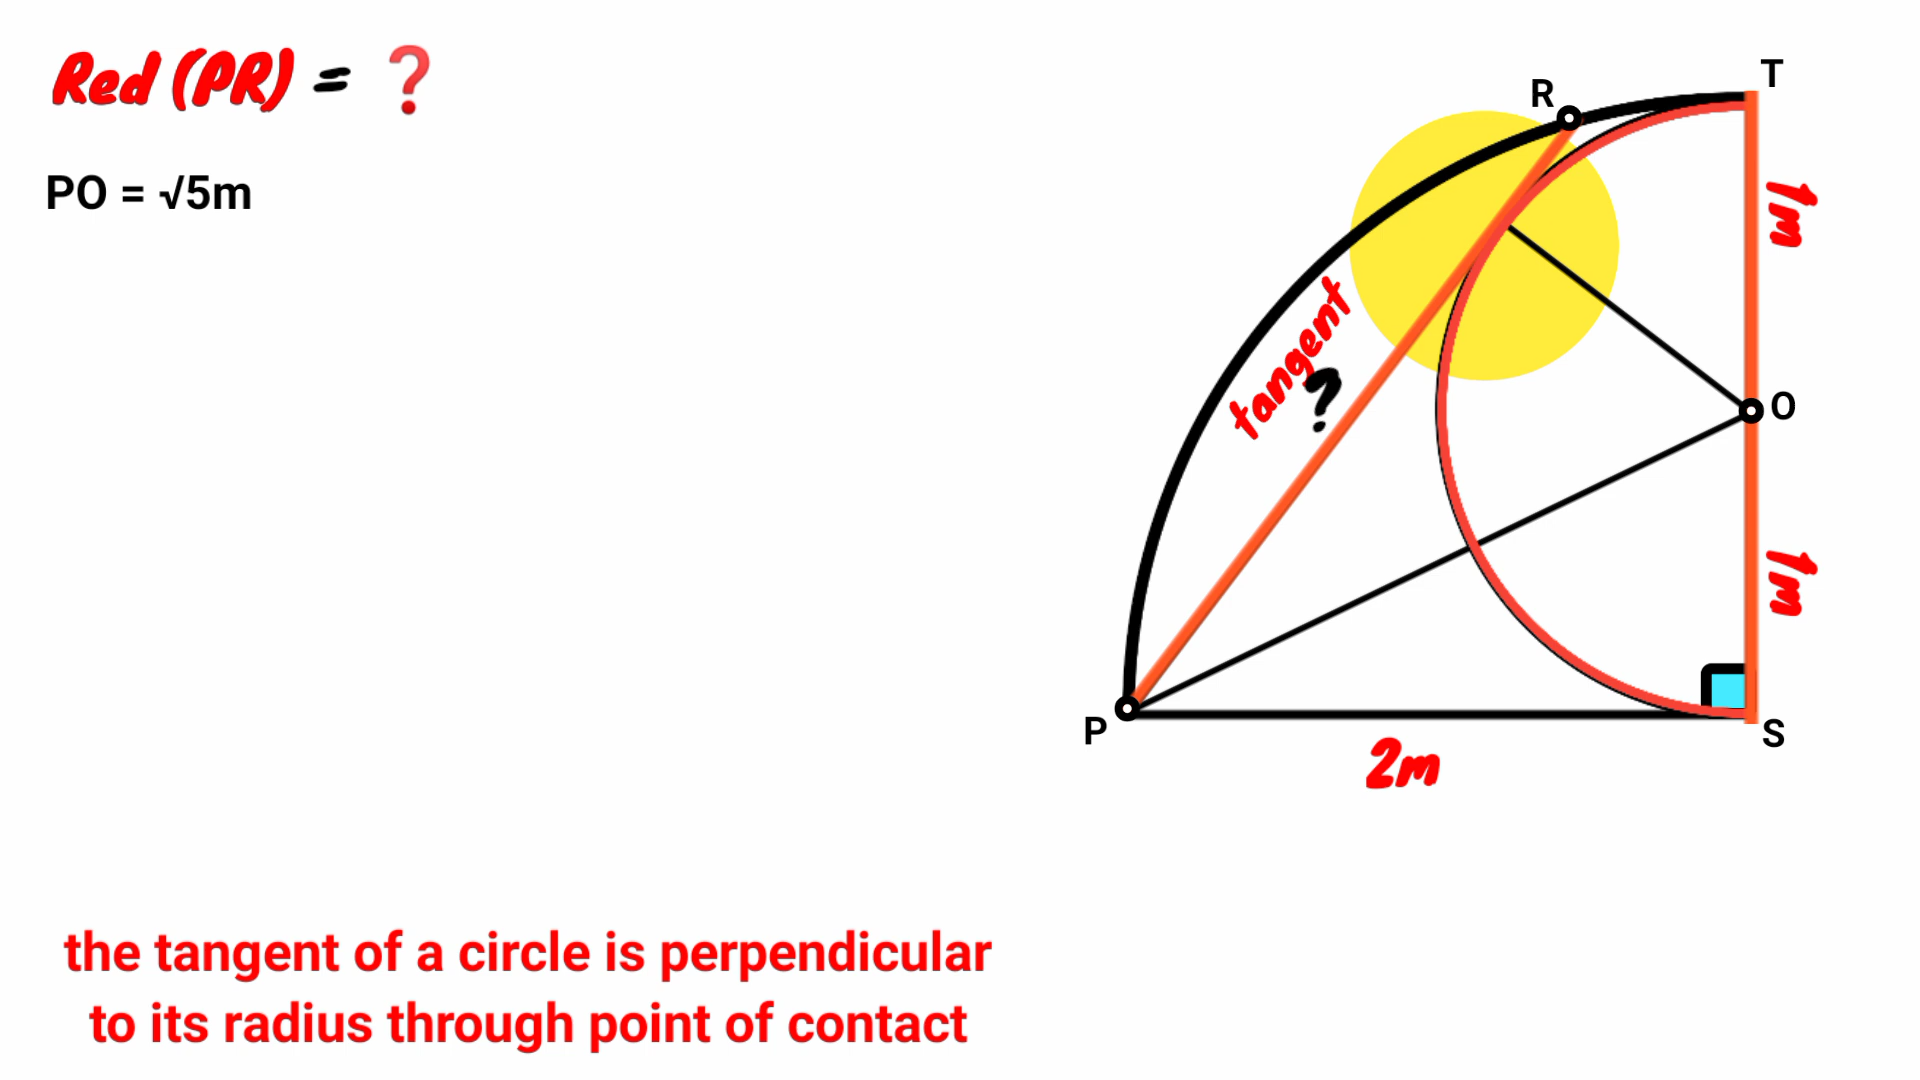 Red (PR) = ❓
PO = √5m
T
R
1m
tangent
?
O
1m
P
S
2m
the tangent of a circle is perpendicular
to its radius through point of contact